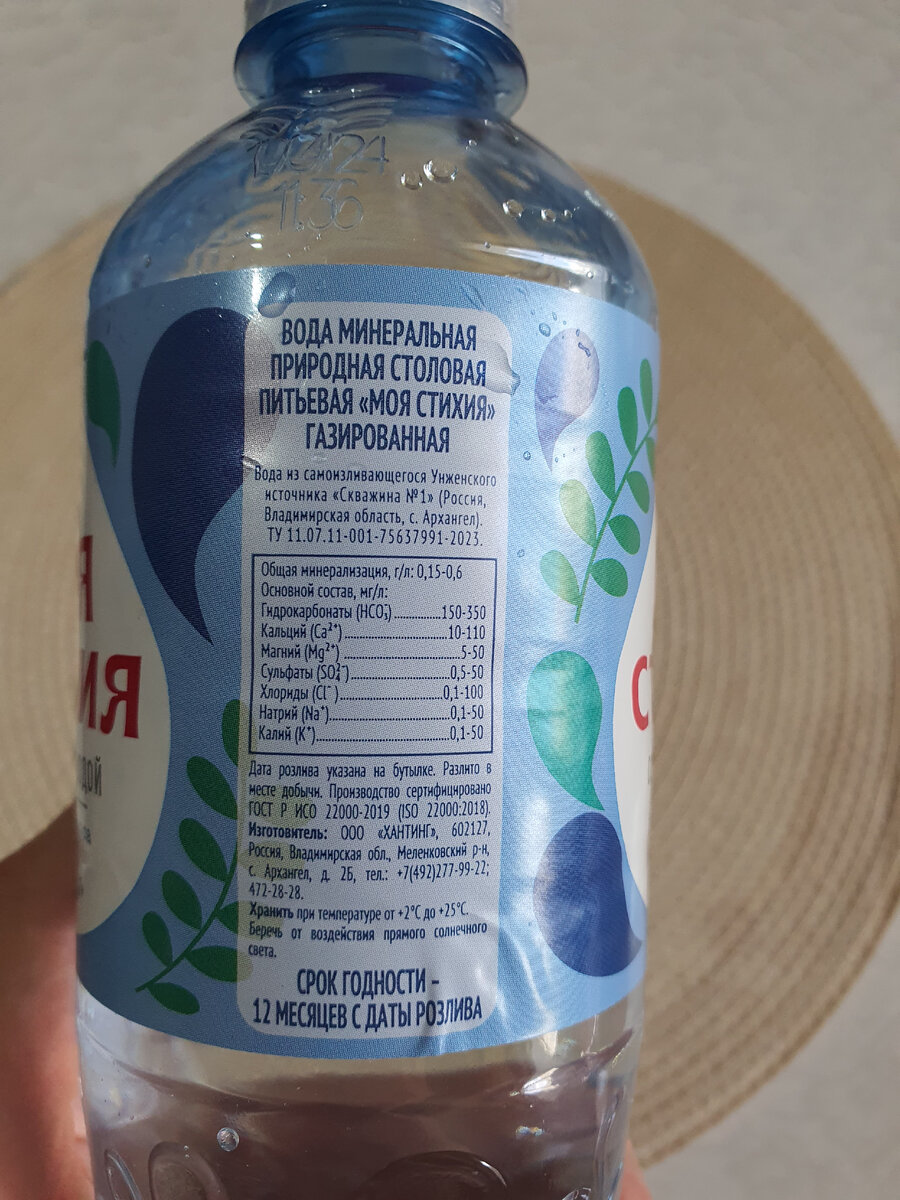 11:36
ВОДА МИНЕРАЛЬНАЯ
ПРИРОДНАЯ СТОЛОВАЯ
ПИТЬЕВАЯ «МОЯ СТИХИЯ»
ГАЗИРОВАННАЯ
Вода из самоизливающегося Унженского
источника «Скважина №1» (Россия,
Владимирская область, с. Архангел).
ТУ 11.07.11-001-75637991-2023.
Общая минерализация, г/л: 0,15-0,6
Основной состав, мг/л:
Гидрокарбонаты (HCO₃⁻)..............150-350
Кальций (Ca²⁺)..............10-110
Магний (Mg²⁺)..............5-50
Сульфаты (SO₄²⁻)..............0,5-50
Хлориды (Cl⁻)..............0,1-100
Натрий (Na⁺)..............0,1-50
Калий (K⁺)..............0,1-50
Дата розлива указана на бутылке. Разлито в
месте добычи. Производство сертифицировано
ГОСТ Р ИСО 22000-2019 (ISO 22000:2018).
Изготовитель: ООО «ХАНТИНГ», 602127,
Россия, Владимирская обл., Меленковский р-н,
с. Архангел, д. 2Б, тел.: +7(492)277-99-22;
472-28-28.
Хранить при температуре от +2°С до +25°С.
Беречь от воздействия прямого солнечного
света.
СРОК ГОДНОСТИ –
12 МЕСЯЦЕВ С ДАТЫ РОЗЛИВА